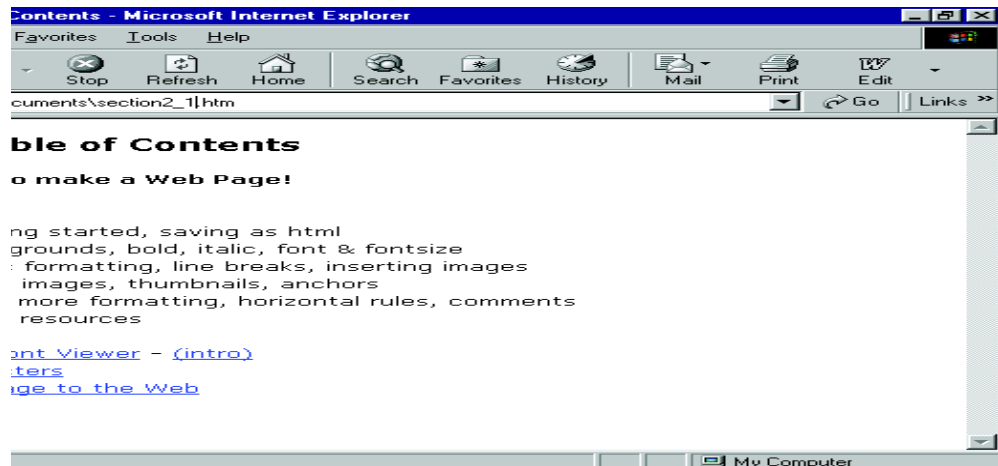 Contents - Microsoft Internet Explorer
Favorites Tools Help
Stop Refresh Home Search Favorites History Mail Print Edit
cuments\section2_1.htm Go Links »
ble of Contents
o make a Web Page!
ng started, saving as html
grounds, bold, italic, font & fontsize
formatting, line breaks, inserting images
images, thumbnails, anchors
more formatting, horizontal rules, comments
resources
ont Viewer – (intro)
ters
age to the Web
My Computer